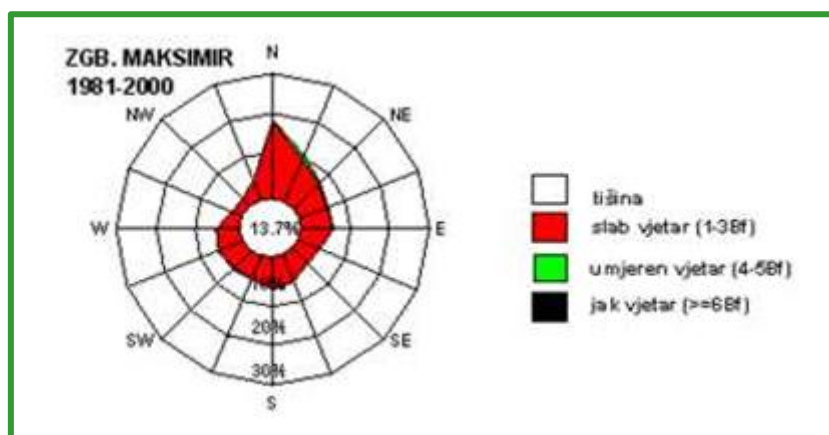 ZGB. MAKSIMIR
1981-2000
N
NW
NE
W
13.7%
E
10%
SW
20%
SE
30%
S
tišina
slab vjetar (1-3Bf)
umjeren vjetar (4-5Bf)
jak vjetar (>=6Bf)